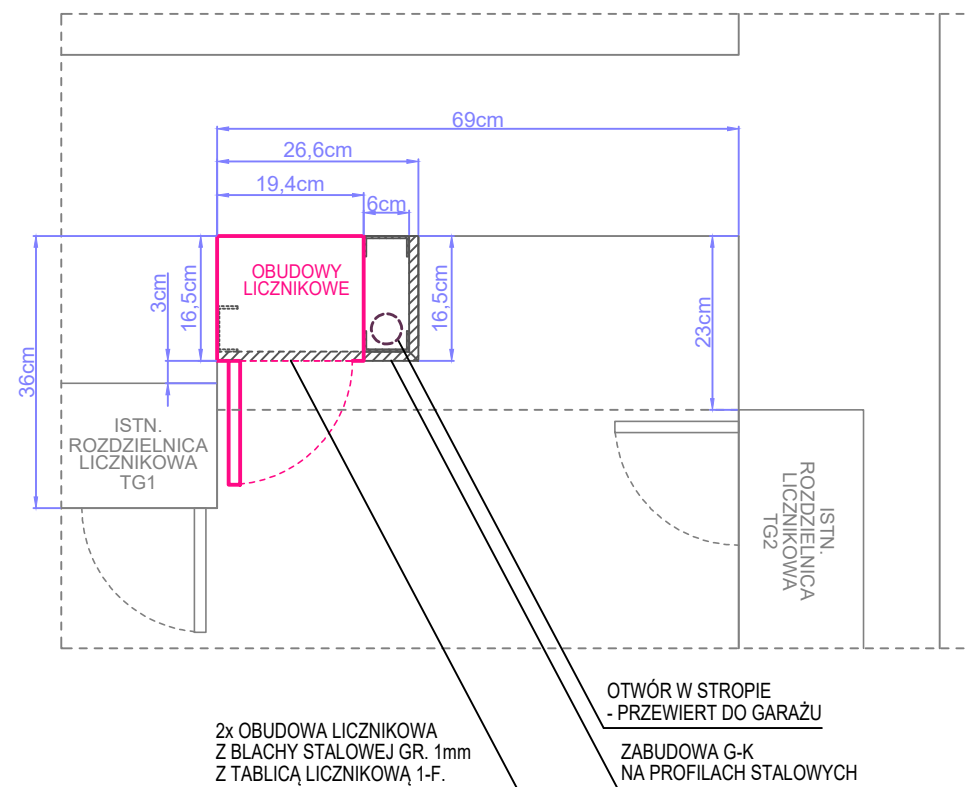 69cm
26,6cm
19,4cm
6cm
OBUDOWY
LICZNIKOWE
3cm
16,5cm
16,5cm
23cm
36cm
ISTN.
ROZDZIELNICA
LICZNIKOWA
TG1
ISTN.
ROZDZIELNICA
LICZNIKOWA
TG2
OTWÓR W STROPIE
- PRZEWIERT DO GARAŻU
2x OBUDOWA LICZNIKOWA
Z BLACHY STALOWEJ GR. 1mm
Z TABLICĄ LICZNIKOWĄ 1-F.
ZABUDOWA G-K
NA PROFILACH STALOWYCH